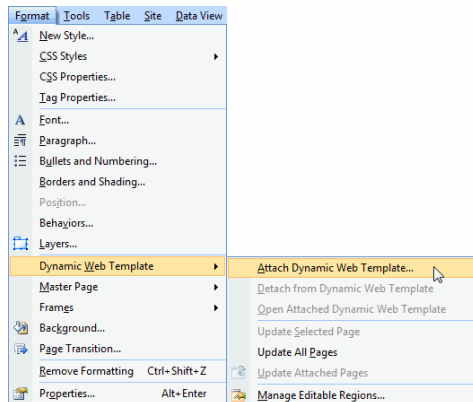 Format Tools Table Site Data View
New Style...
CSS Styles
CSS Properties...
Tag Properties...
Font...
Paragraph...
Bullets and Numbering...
Borders and Shading...
Position...
Behaviors...
Layers...
Dynamic Web Template
Master Page
Frames
Background...
Page Transition...
Remove Formatting Ctrl+Shift+Z
Properties... Alt+Enter
Attach Dynamic Web Template...
Detach from Dynamic Web Template
Open Attached Dynamic Web Template
Update Selected Page
Update All Pages
Update Attached Pages
Manage Editable Regions...